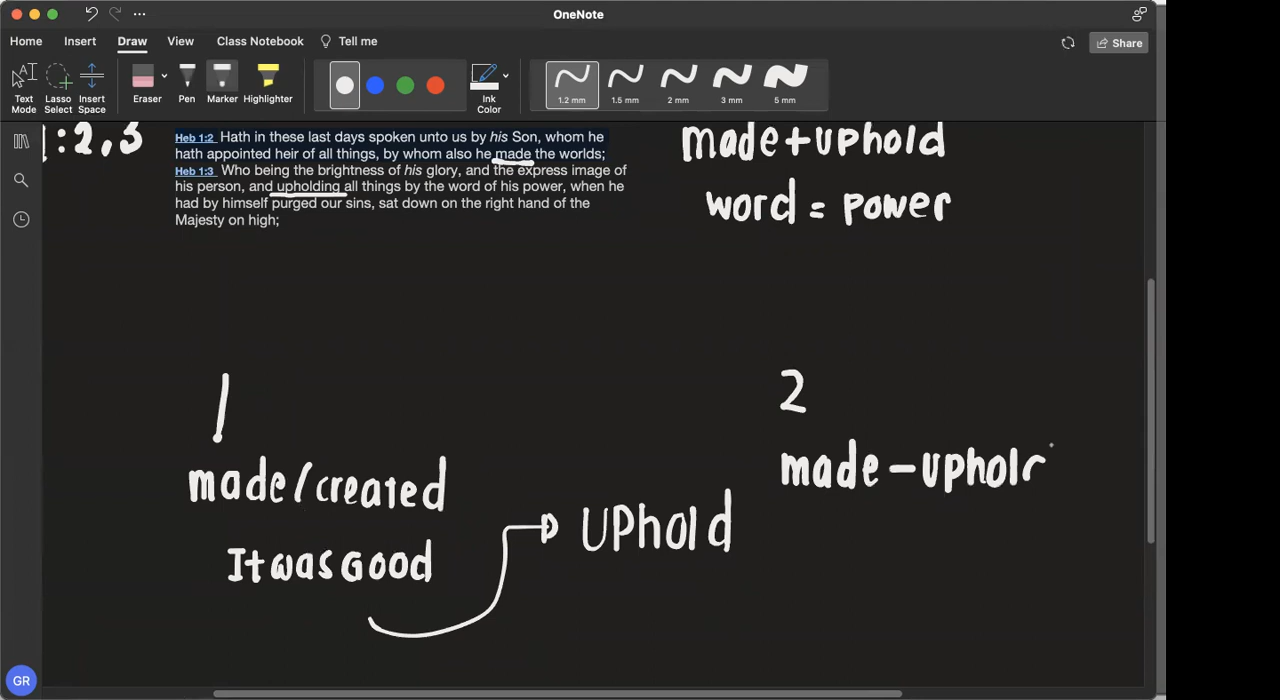 OneNote
Home Insert Draw View Class Notebook Tell me
Share
Text Mode
Lasso Select
Insert Space
Eraser
Pen
Marker
Highlighter
Ink Color
1.2 mm
1.5 mm
2 mm
3 mm
5 mm
:2,3
Heb 1:2 Hath in these last days spoken unto us by his Son, whom he
hath appointed heir of all things, by whom also he made the worlds;
Heb 1:3 Who being the brightness of his glory, and the express image of
his person, and upholding all things by the word of his power, when he
had by himself purged our sins, sat down on the right hand of the
Majesty on high;
made+uphold
word = power
1
made/created
It was Good
UPhold
2
made-uphol
GR